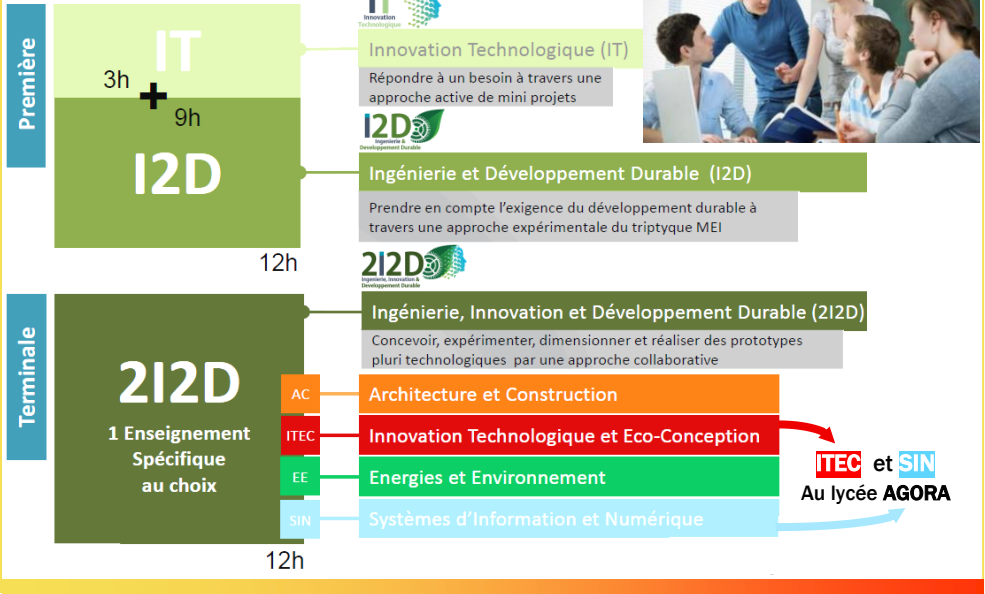 Première
IT
3h
+
9h
I2D
12h
IT
Innovation
Technologique
Innovation Technologique (IT)
Répondre à un besoin à travers une
approche active de mini projets
I2D
Ingénierie &
Développement Durable
Ingénierie et Développement Durable (I2D)
Prendre en compte l’exigence du développement durable à
travers une approche expérimentale du triptyque MEI
Terminale
2I2D
1 Enseignement
Spécifique
au choix
12h
2I2D
Ingénierie, Innovation &
Développement Durable
Ingénierie, Innovation et Développement Durable (2I2D)
Concevoir, expérimenter, dimensionner et réaliser des prototypes
pluri technologiques par une approche collaborative
AC Architecture et Construction
ITEC Innovation Technologique et Eco-Conception
EE Energies et Environnement
SIN Systèmes d’Information et Numérique
ITEC et SIN
Au lycée AGORA